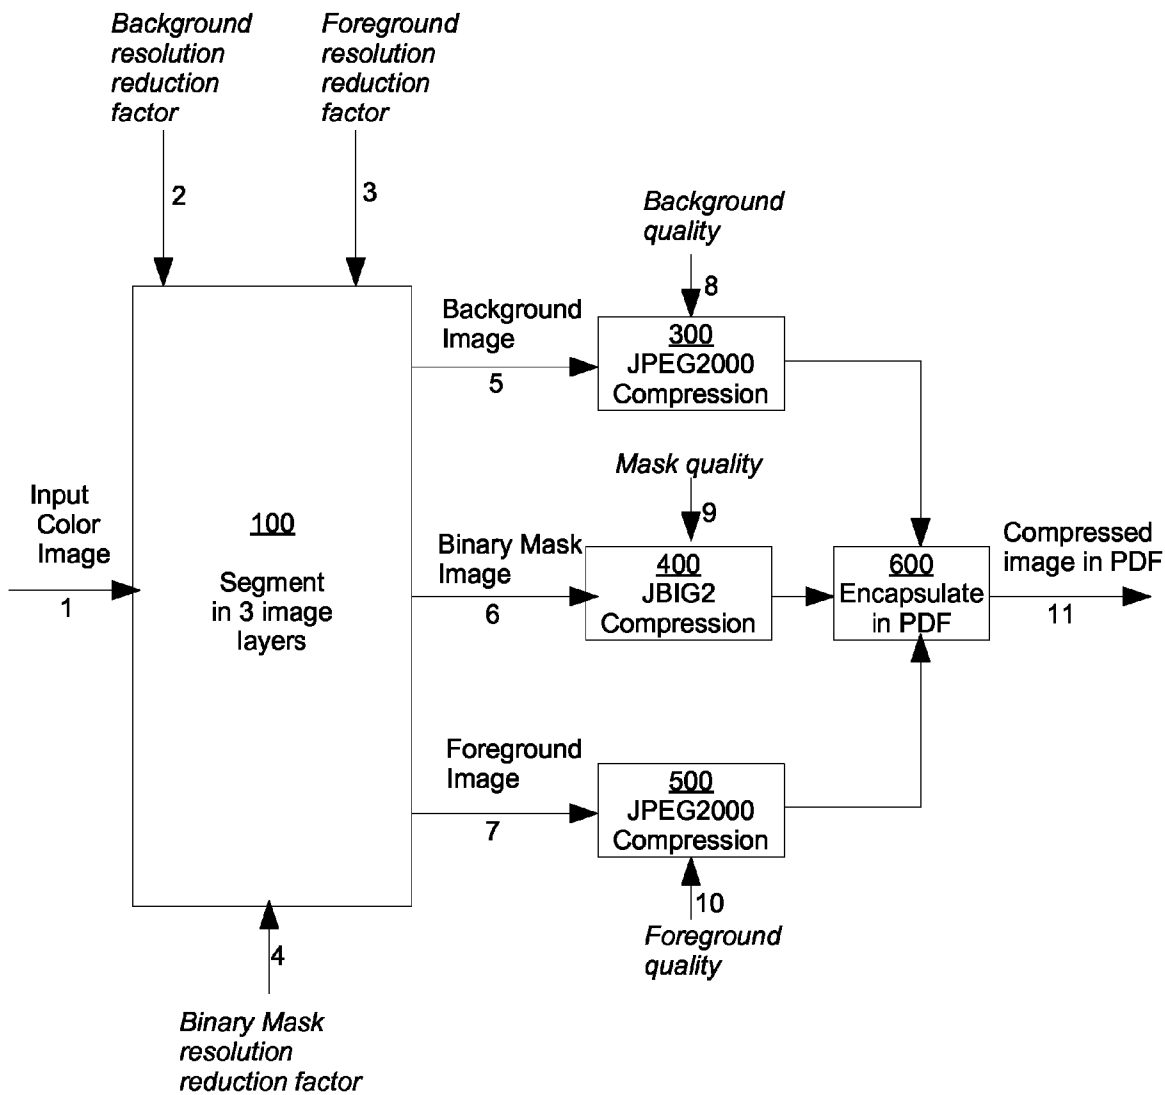 Background
resolution
reduction
factor
Foreground
resolution
reduction
factor
2
3
Background
quality
8
Background
Image
5
300
JPEG2000
Compression
Mask quality
9
Input
Color
Image
1
100
Segment
in 3 image
layers
Binary Mask
Image
6
400
JBIG2
Compression
600
Encapsulate
in PDF
Compressed
image in PDF
11
Foreground
Image
7
500
JPEG2000
Compression
10
Foreground
quality
4
Binary Mask
resolution
reduction factor